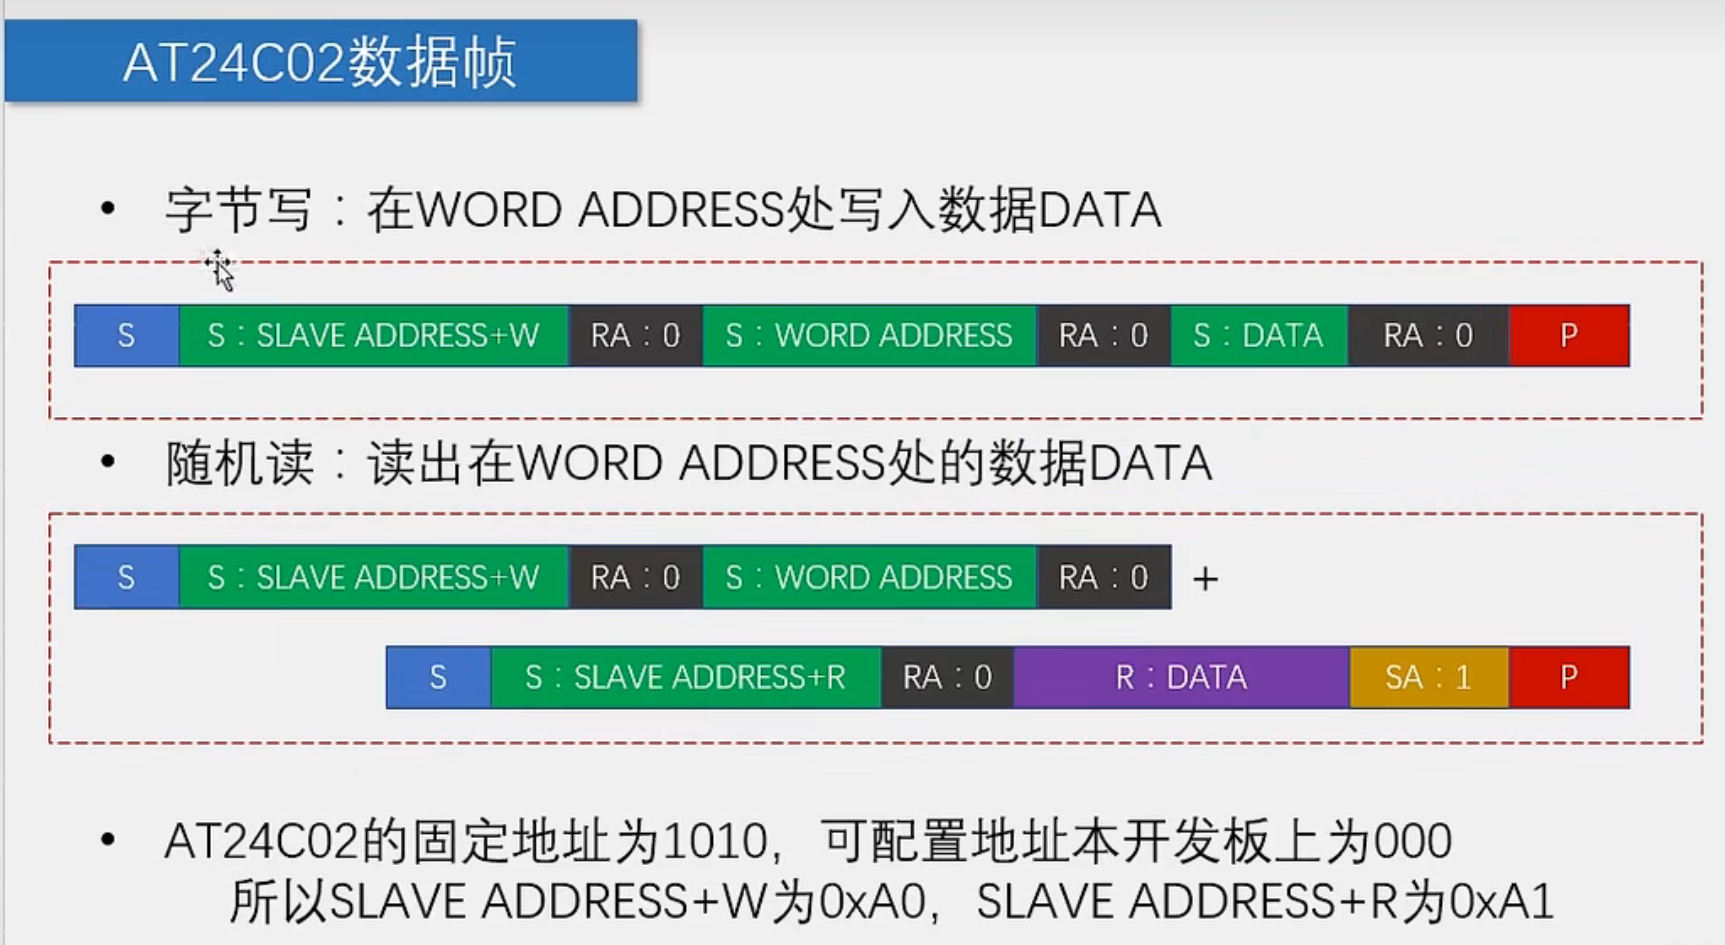 AT24C02数据帧
• 字节写：在WORD ADDRESS处写入数据DATA
S S：SLAVE ADDRESS+W RA：0 S：WORD ADDRESS RA：0 S：DATA RA：0 P
• 随机读：读出在WORD ADDRESS处的数据DATA
S S：SLAVE ADDRESS+W RA：0 S：WORD ADDRESS RA：0 +
S S：SLAVE ADDRESS+R RA：0 R：DATA SA：1 P
• AT24C02的固定地址为1010，可配置地址本开发板上为000
所以SLAVE ADDRESS+W为0xA0，SLAVE ADDRESS+R为0xA1